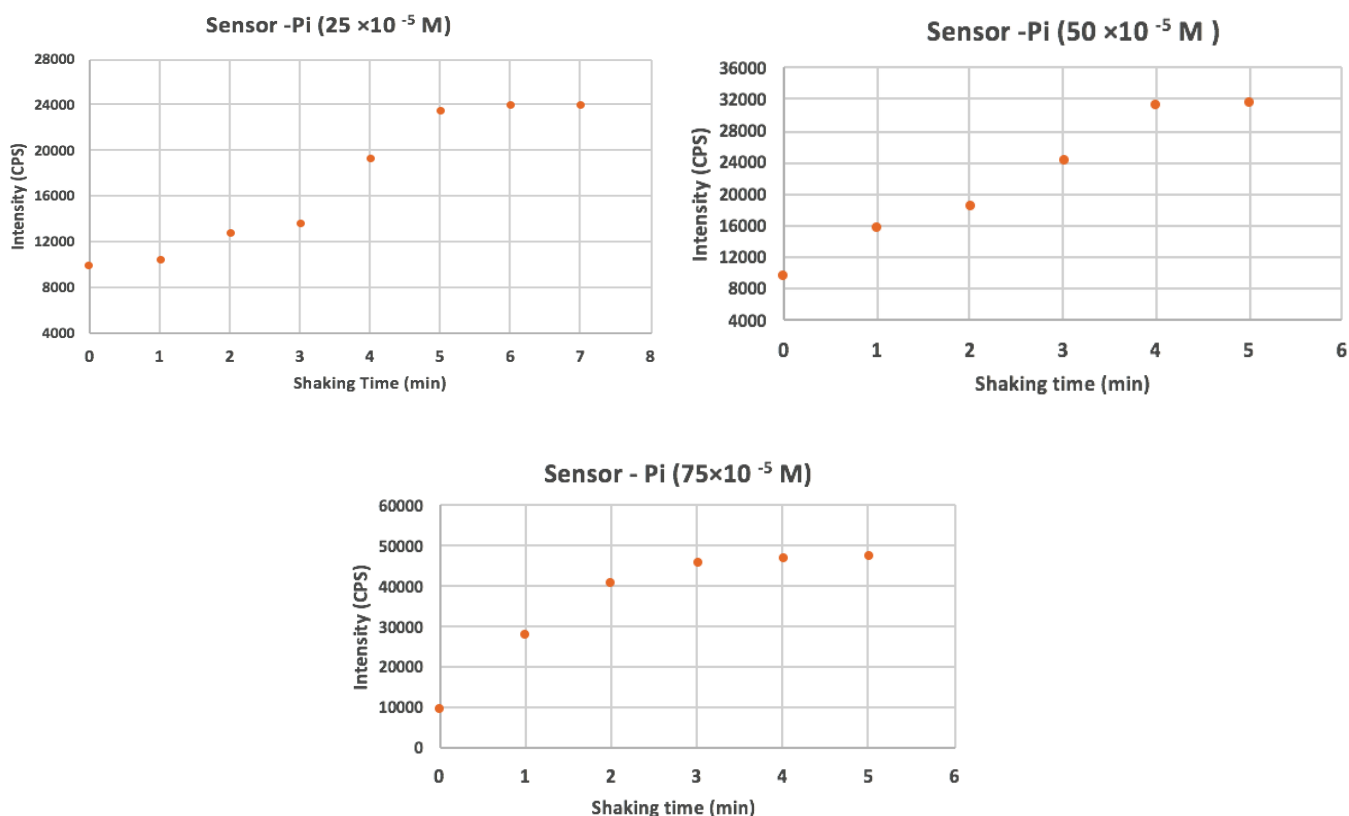 Sensor -Pi (25 ×10 ⁻⁵ M)
28000
24000
20000
16000
12000
8000
4000
0 1 2 3 4 5 6 7 8
Intensity (CPS)
Shaking Time (min)
Sensor -Pi (50 ×10 ⁻⁵ M )
36000
32000
28000
24000
20000
16000
12000
8000
4000
0 1 2 3 4 5 6
Intensity (CPS)
Shaking time (min)
Sensor - Pi (75×10 ⁻⁵ M)
60000
50000
40000
30000
20000
10000
0
0 1 2 3 4 5 6
Intensity (CPS)
Shaking time (min)